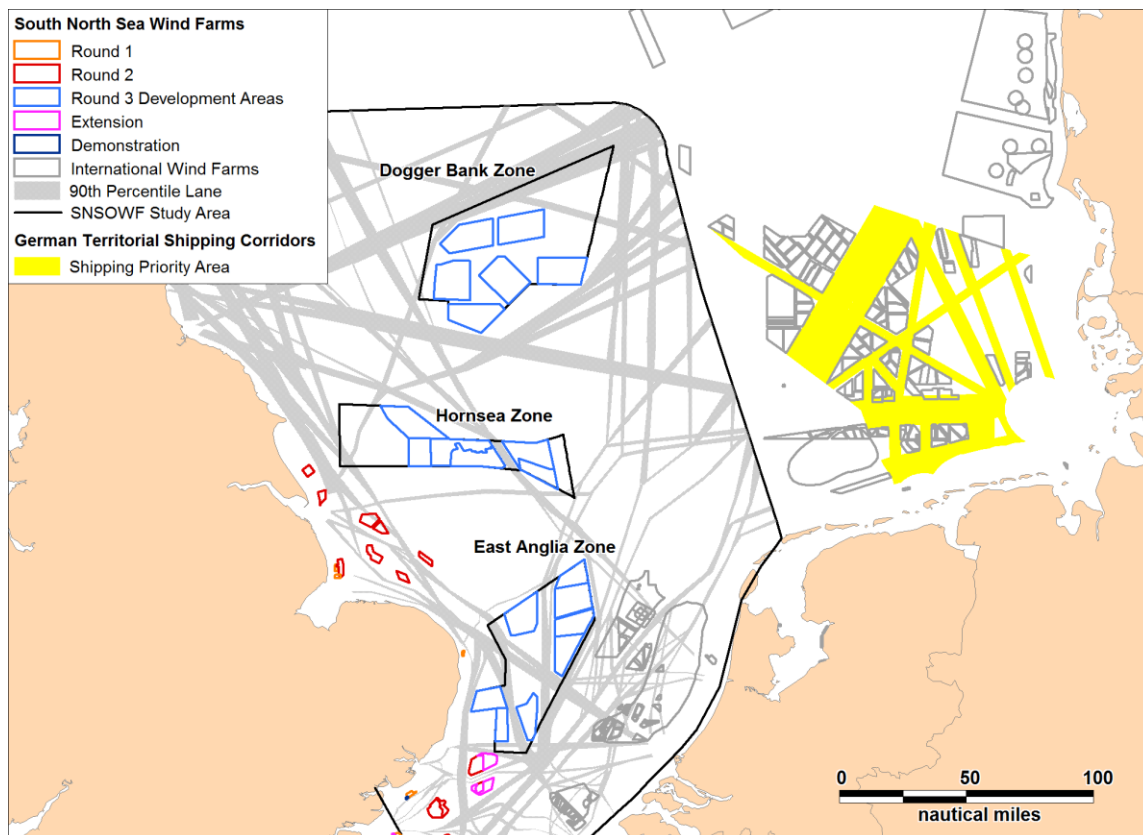 South North Sea Wind Farms
Round 1
Round 2
Round 3 Development Areas
Extension
Demonstration
International Wind Farms
90th Percentile Lane
SNSOWF Study Area
German Territorial Shipping Corridors
Shipping Priority Area
Dogger Bank Zone
Hornsea Zone
East Anglia Zone
0 50 100
nautical miles